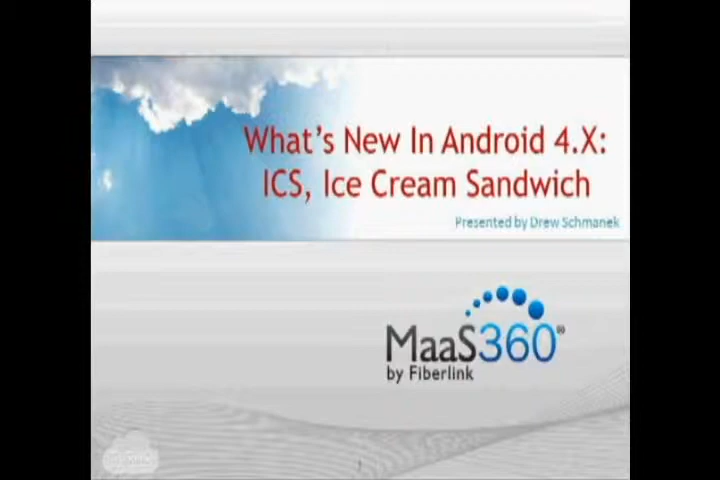 What's New In Android 4.X:
ICS, Ice Cream Sandwich
Presented by Drew Schmanek
MaaS360®
by Fiberlink